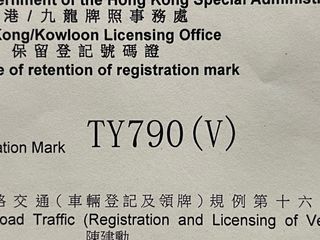 ernment of the Hong Kong Special Administ
港/九龍牌照事務處
Kong/Kowloon Licensing Office
保留登記號碼證
e of retention of registration mark
ation Mark TY790(V)
路交通(車輛登記及領牌)規例第十六
oad Traffic (Registration and Licensing of Ve
陳建勳